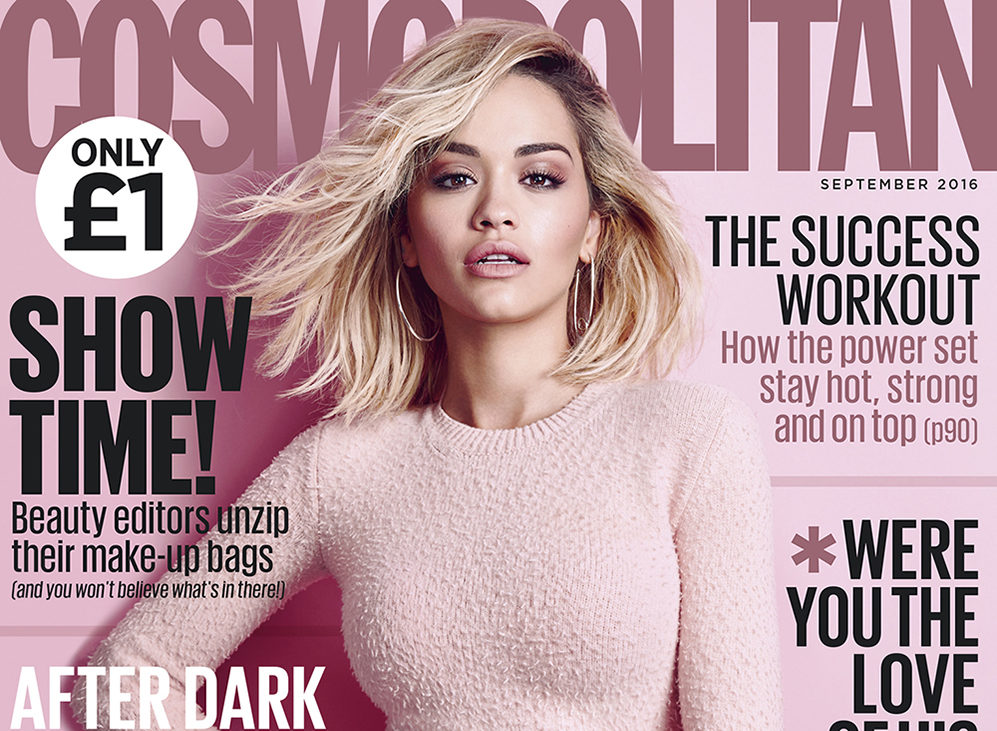 COSMOPOLITAN
SEPTEMBER 2016
ONLY
£1
SHOW
TIME!
Beauty editors unzip
their make-up bags
(and you won't believe what's in there!)
AFTER DARK
THE SUCCESS
WORKOUT
How the power set
stay hot, strong
and on top (p90)
*WERE
YOU THE
LOVE
OF HIS